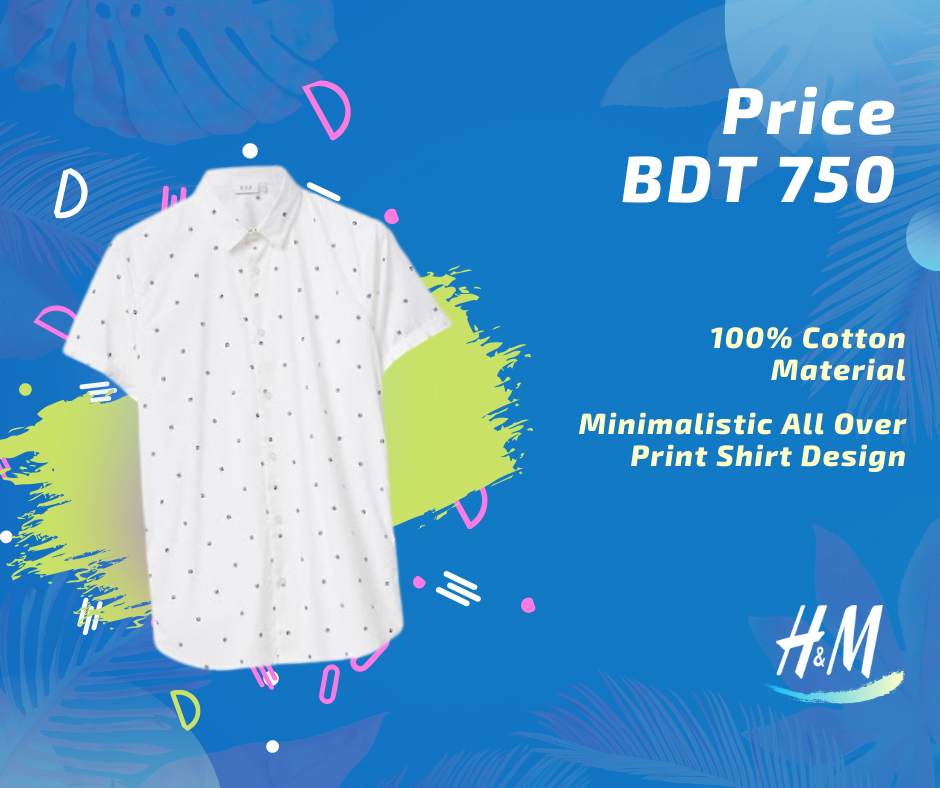 Price
BDT 750
100% Cotton
Material
Minimalistic All Over
Print Shirt Design
H&M